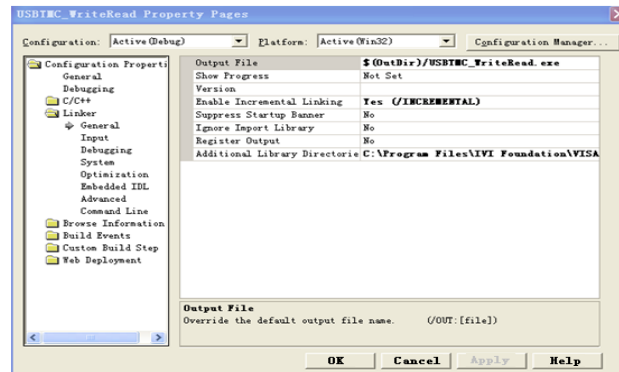 USBTMC_WriteRead Property Pages
Configuration: Active(Debug) Platform: Active(Win32) Configuration Manager...
Configuration Properti
General
Debugging
C/C++
Linker
General
Input
Debugging
System
Optimization
Embedded IDL
Advanced
Command Line
Browse Information
Build Events
Custom Build Step
Web Deployment
Output File $(OutDir)/USBTMC_WriteRead.exe
Show Progress Not Set
Version
Enable Incremental Linking Yes (/INCREMENTAL)
Suppress Startup Banner No
Ignore Import Library No
Register Output No
Additional Library Directorie C:\Program Files\IVI Foundation\VISA
Output File
Override the default output file name. (/OUT:[file])
OK Cancel Apply Help